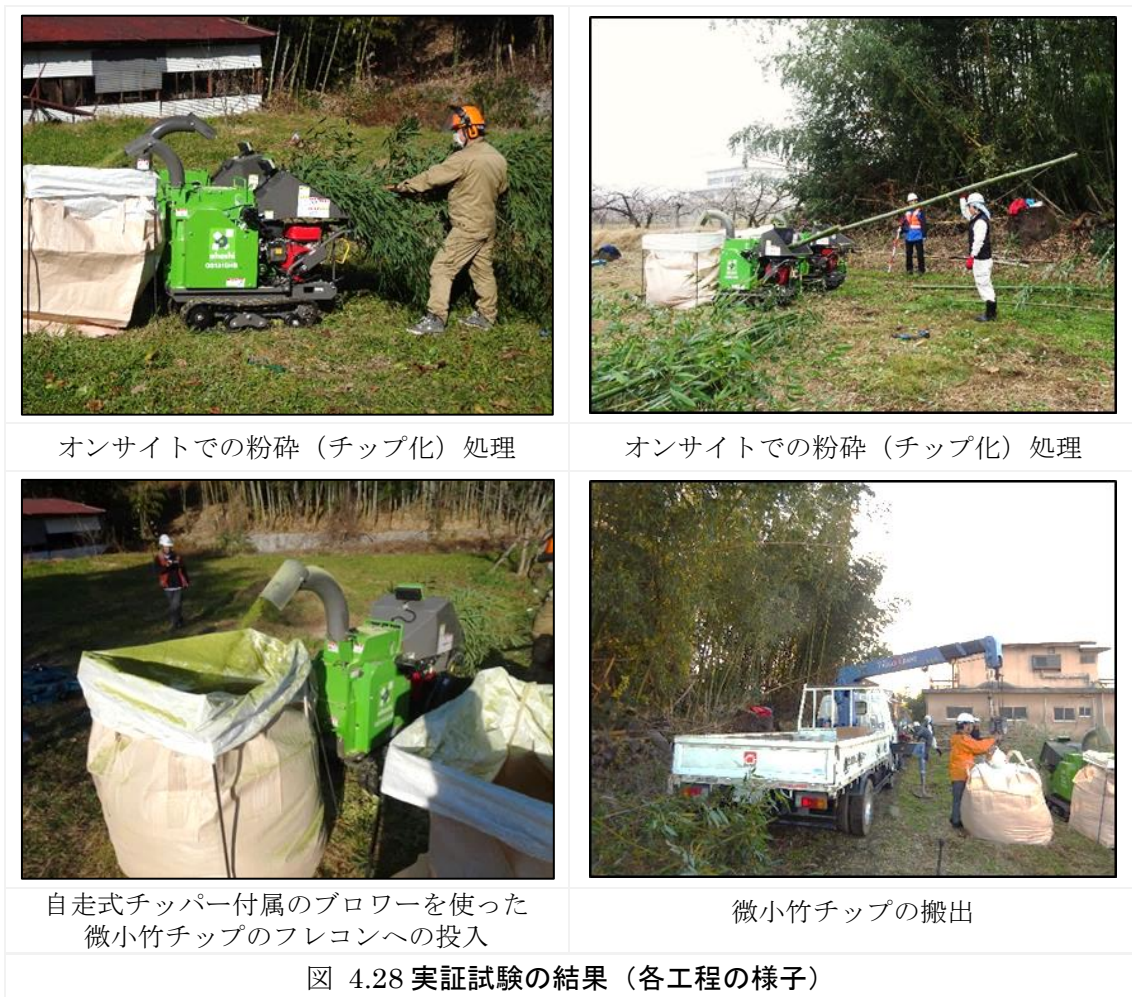 オンサイトでの粉砕（チップ化）処理
オンサイトでの粉砕（チップ化）処理
自走式チッパー付属のブロワーを使った
微小竹チップのフレコンへの投入
微小竹チップの搬出
図 4.28 実証試験の結果（各工程の様子）